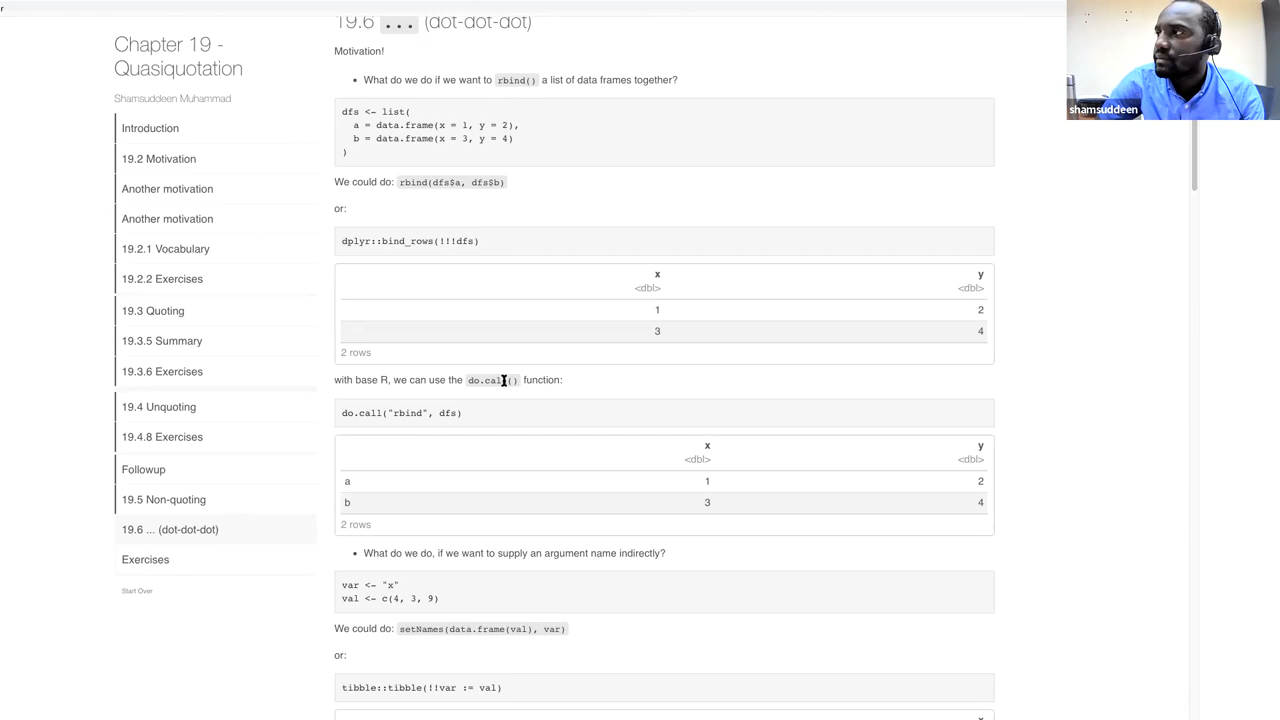 r
Chapter 19 -
Quasiquotation
Shamsuddeen Muhammad
Introduction
19.2 Motivation
Another motivation
Another motivation
19.2.1 Vocabulary
19.2.2 Exercises
19.3 Quoting
19.3.5 Summary
19.3.6 Exercises
19.4 Unquoting
19.4.8 Exercises
Followup
19.5 Non-quoting
19.6 ... (dot-dot-dot)
Exercises
Start Over
19.6 ... (dot-dot-dot)
Motivation!
• What do we do if we want to rbind() a list of data frames together?
dfs <- list(
a = data.frame(x = 1, y = 2),
b = data.frame(x = 3, y = 4)
)
We could do: rbind(dfs$a, dfs$b)
or:
dplyr::bind_rows(!!!dfs)
x y
<dbl> <dbl>
1 2
3 4
2 rows
with base R, we can use the do.call() function:
do.call("rbind", dfs)
x y
<dbl> <dbl>
a 1 2
b 3 4
2 rows
• What do we do, if we want to supply an argument name indirectly?
var <- "x"
val <- c(4, 3, 9)
We could do: setNames(data.frame(val), var)
or:
tibble::tibble(!!var := val)
x
shamsuddeen